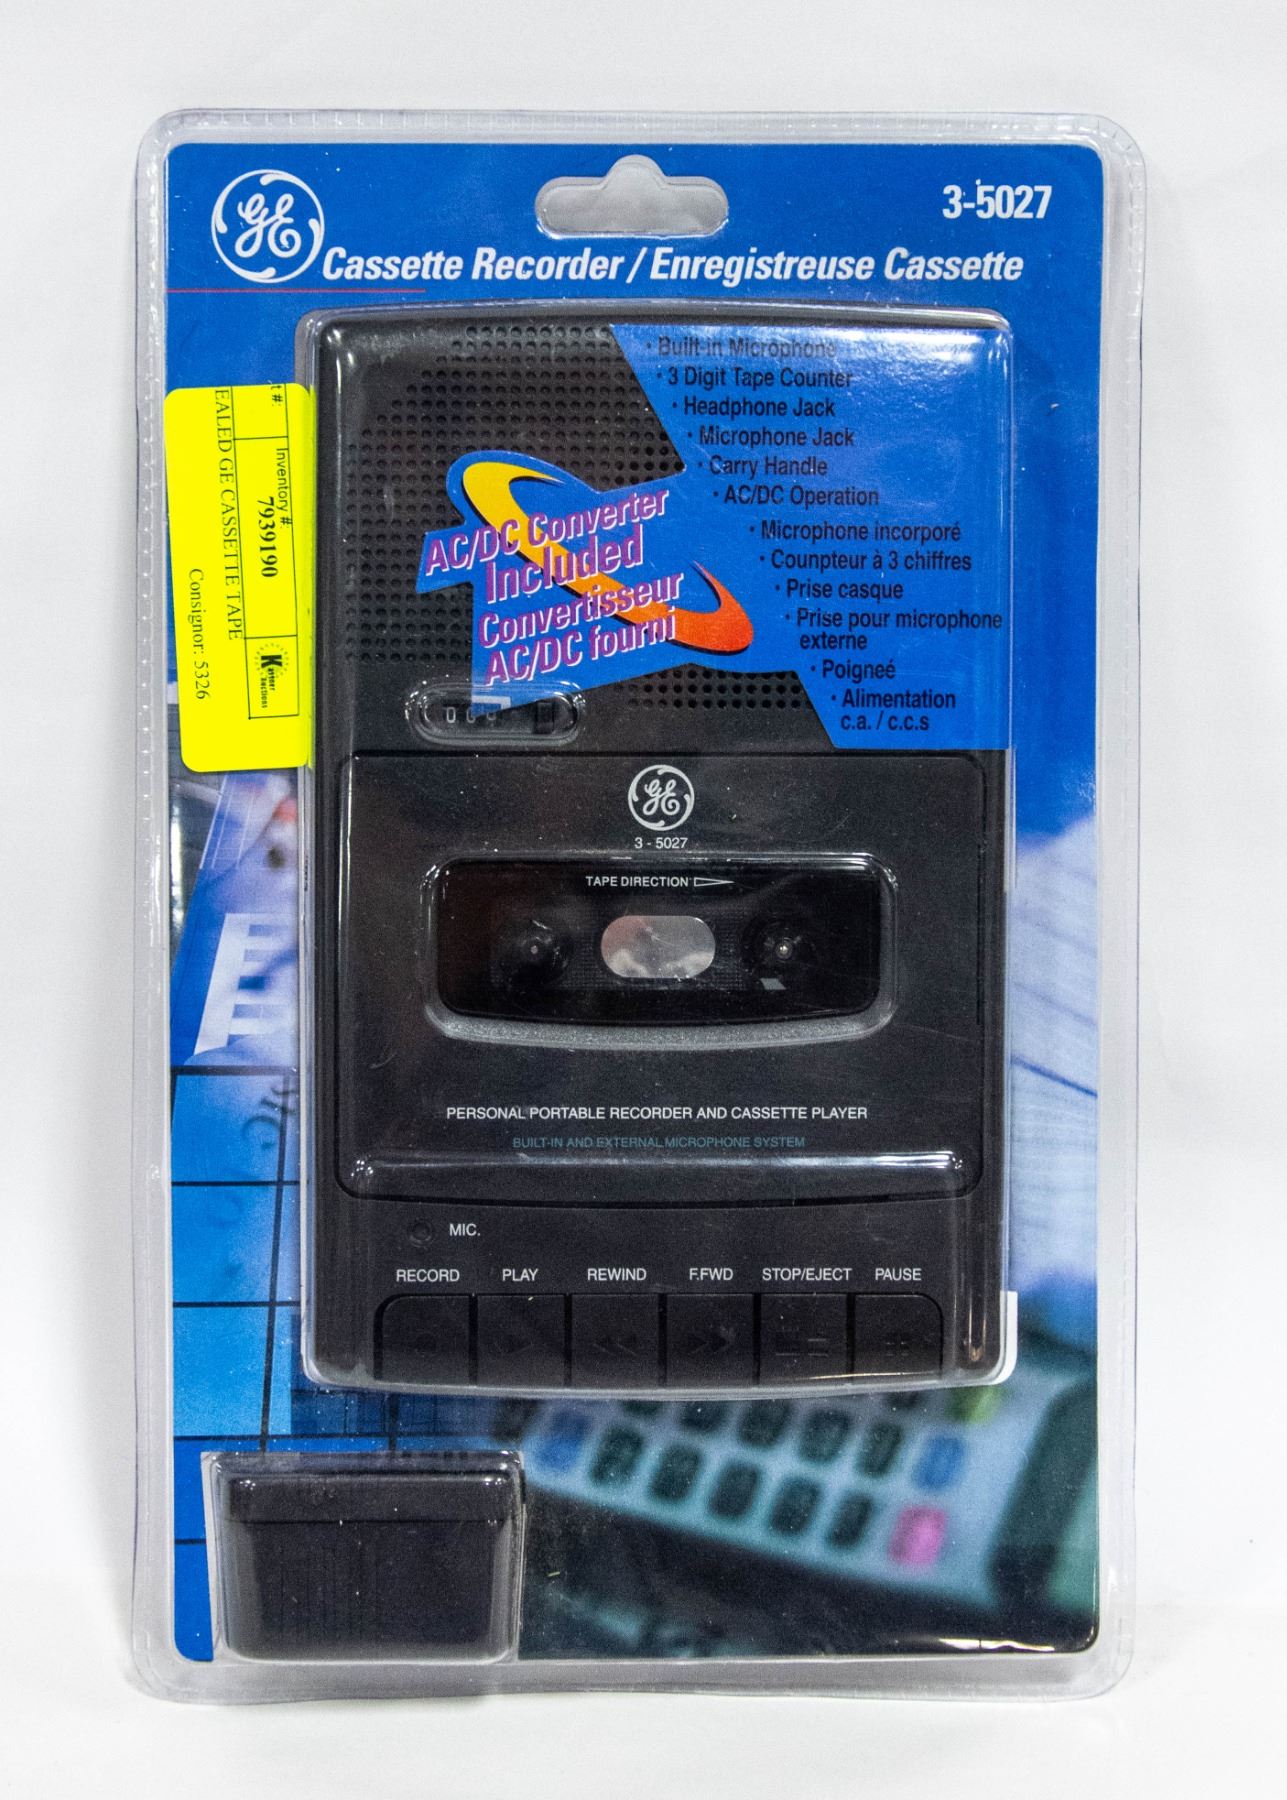 GE
3-5027
Cassette Recorder / Enregistreuse Cassette
· Built-in Microphone
· 3 Digit Tape Counter
· Headphone Jack
· Microphone Jack
· Carry Handle
· AC/DC Operation
· Microphone incorporé
· Counpteur à 3 chiffres
· Prise casque
· Prise pour microphone
externe
· Poigneé
· Alimentation
c.a. / c.c.s
AC/DC Converter
Included
Convertisseur
AC/DC fourni
t #:
Inventory #:
7939190
Kastner
Auctions
EALED GE CASSETTE TAPE
Consignor: 5326
GE
3 - 5027
TAPE DIRECTION
PERSONAL PORTABLE RECORDER AND CASSETTE PLAYER
BUILT-IN AND EXTERNAL MICROPHONE SYSTEM
MIC.
RECORD PLAY REWIND F.FWD STOP/EJECT PAUSE